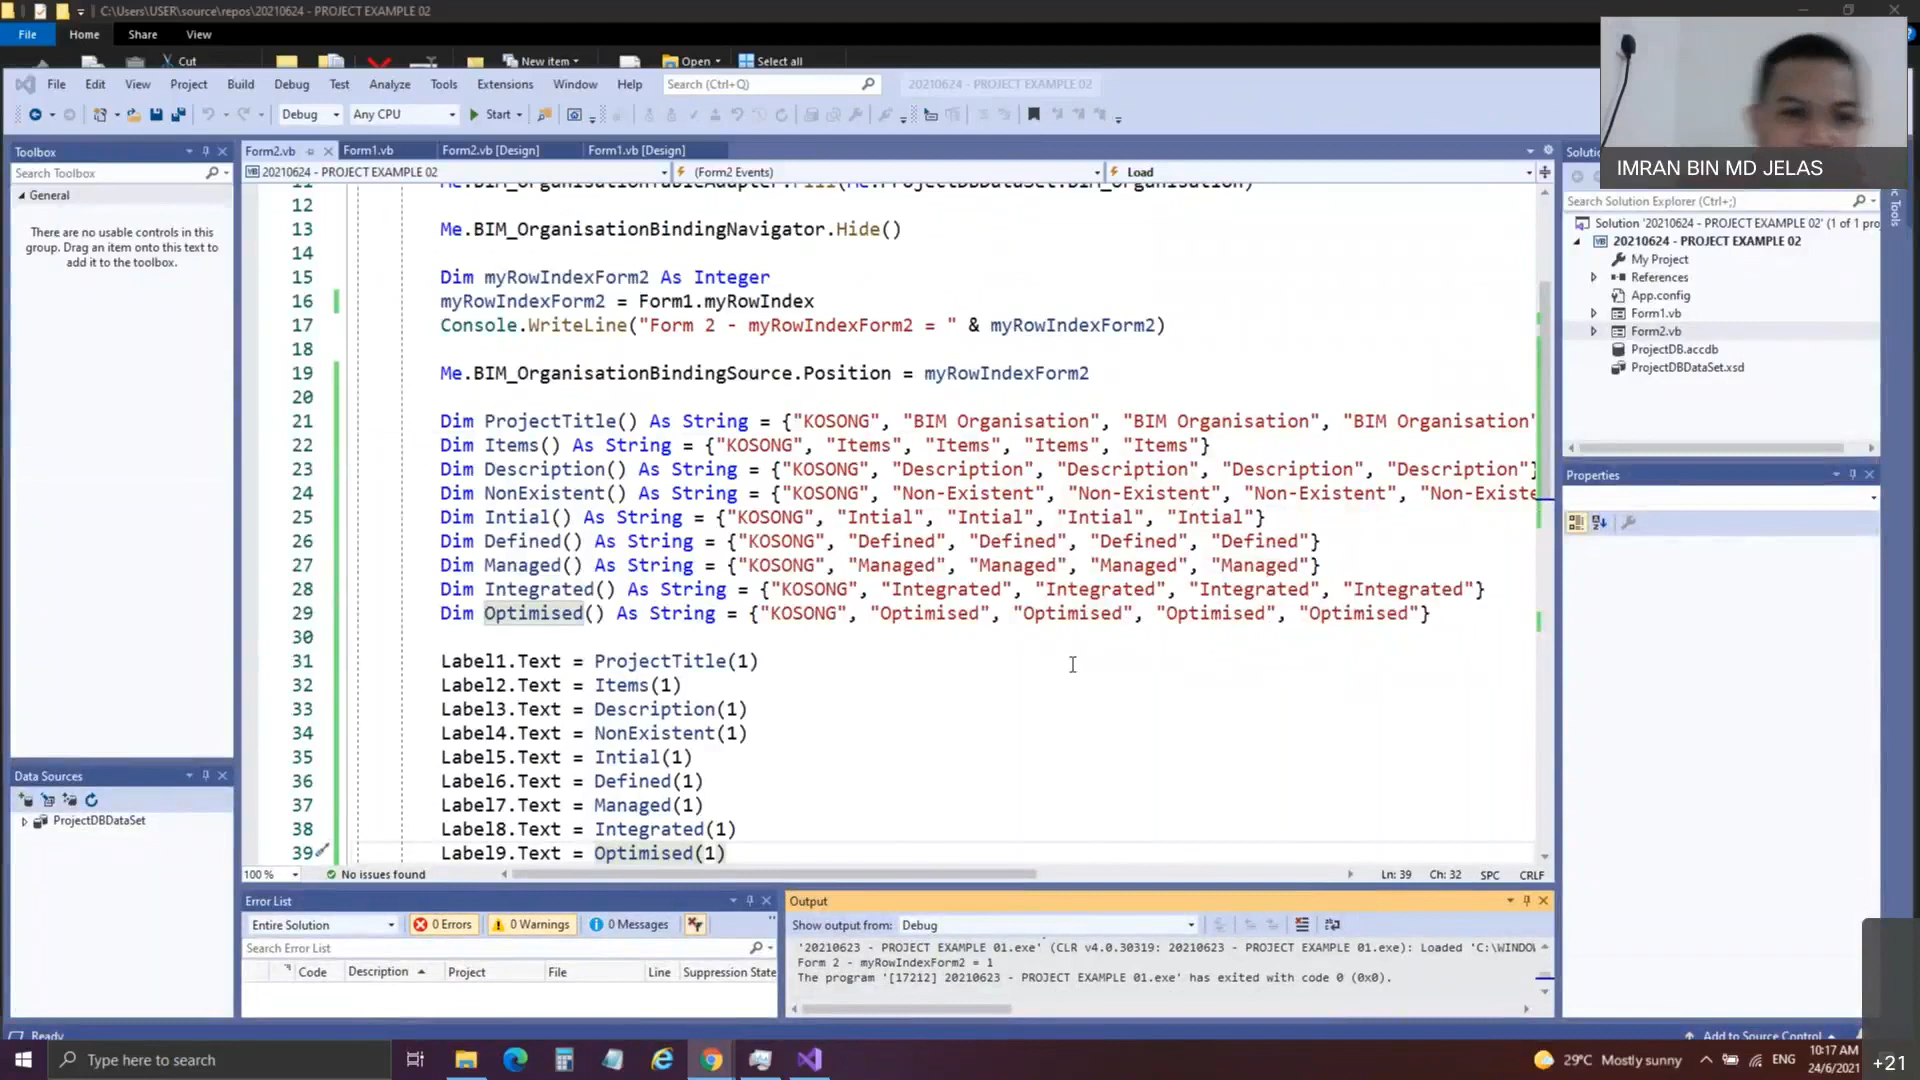 C:\Users\USER\source\repos\20210624 - PROJECT EXAMPLE 02
File Home Share View
Cut New item Open Select all
File Edit View Project Build Debug Test Analyze Tools Extensions Window Help Search (Ctrl+Q) 20210624 - PROJECT EXAMPLE 02
Debug Any CPU Start
IMRAN BIN MD JELAS
Toolbox
Search Toolbox
General
There are no usable controls in this
group. Drag an item onto this text to
add it to the toolbox.
Data Sources
ProjectDBDataSet
Form2.vb Form1.vb Form2.vb [Design] Form1.vb [Design]
20210624 - PROJECT EXAMPLE 02 (Form2 Events) Load
11 Me.BIM_OrganisationTableAdapter.Fill(Me.ProjectDBDataSet.BIM_Organisation)
12
13 Me.BIM_OrganisationBindingNavigator.Hide()
14
15 Dim myRowIndexForm2 As Integer
16 myRowIndexForm2 = Form1.myRowIndex
17 Console.WriteLine("Form 2 - myRowIndexForm2 = " & myRowIndexForm2)
18
19 Me.BIM_OrganisationBindingSource.Position = myRowIndexForm2
20
21 Dim ProjectTitle() As String = {"KOSONG", "BIM Organisation", "BIM Organisation", "BIM Organisation"
22 Dim Items() As String = {"KOSONG", "Items", "Items", "Items", "Items"}
23 Dim Description() As String = {"KOSONG", "Description", "Description", "Description", "Description"}
24 Dim NonExistent() As String = {"KOSONG", "Non-Existent", "Non-Existent", "Non-Existent", "Non-Existe
25 Dim Intial() As String = {"KOSONG", "Intial", "Intial", "Intial", "Intial"}
26 Dim Defined() As String = {"KOSONG", "Defined", "Defined", "Defined", "Defined"}
27 Dim Managed() As String = {"KOSONG", "Managed", "Managed", "Managed", "Managed"}
28 Dim Integrated() As String = {"KOSONG", "Integrated", "Integrated", "Integrated", "Integrated"}
29 Dim Optimised() As String = {"KOSONG", "Optimised", "Optimised", "Optimised", "Optimised"}
30
31 Label1.Text = ProjectTitle(1)
32 Label2.Text = Items(1)
33 Label3.Text = Description(1)
34 Label4.Text = NonExistent(1)
35 Label5.Text = Intial(1)
36 Label6.Text = Defined(1)
37 Label7.Text = Managed(1)
38 Label8.Text = Integrated(1)
39 Label9.Text = Optimised(1)
100 % No issues found Ln: 39 Ch: 32 SPC CRLF
Error List
Entire Solution 0 Errors 0 Warnings 0 Messages
Search Error List
Code Description Project File Line Suppression State
Output
Show output from: Debug
'20210623 - PROJECT EXAMPLE 01.exe' (CLR v4.0.30319: 20210623 - PROJECT EXAMPLE 01.exe): Loaded 'C:\WINDOW
Form 2 - myRowIndexForm2 = 1
The program '[17212] 20210623 - PROJECT EXAMPLE 01.exe' has exited with code 0 (0x0).
Search Solution Explorer (Ctrl+;)
Solution '20210624 - PROJECT EXAMPLE 02' (1 of 1 pro
20210624 - PROJECT EXAMPLE 02
My Project
References
App.config
Form1.vb
Form2.vb
ProjectDB.accdb
ProjectDBDataSet.xsd
Properties
Ready Add to Source Control
Type here to search 29°C Mostly sunny ENG
10:17 AM
24/6/2021
+21